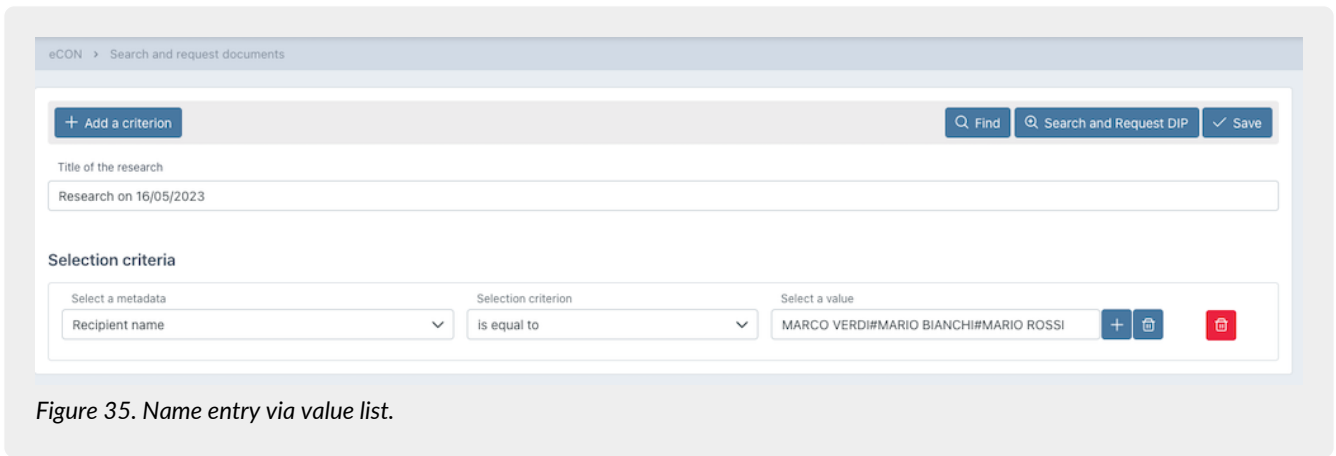 eCON > Search and request documents
+ Add a criterion Find Search and Request DIP Save
Title of the research
Research on 16/05/2023
Selection criteria
Select a metadata Selection criterion Select a value
Recipient name is equal to MARCO VERDI#MARIO BIANCHI#MARIO ROSSI +
Figure 35. Name entry via value list.